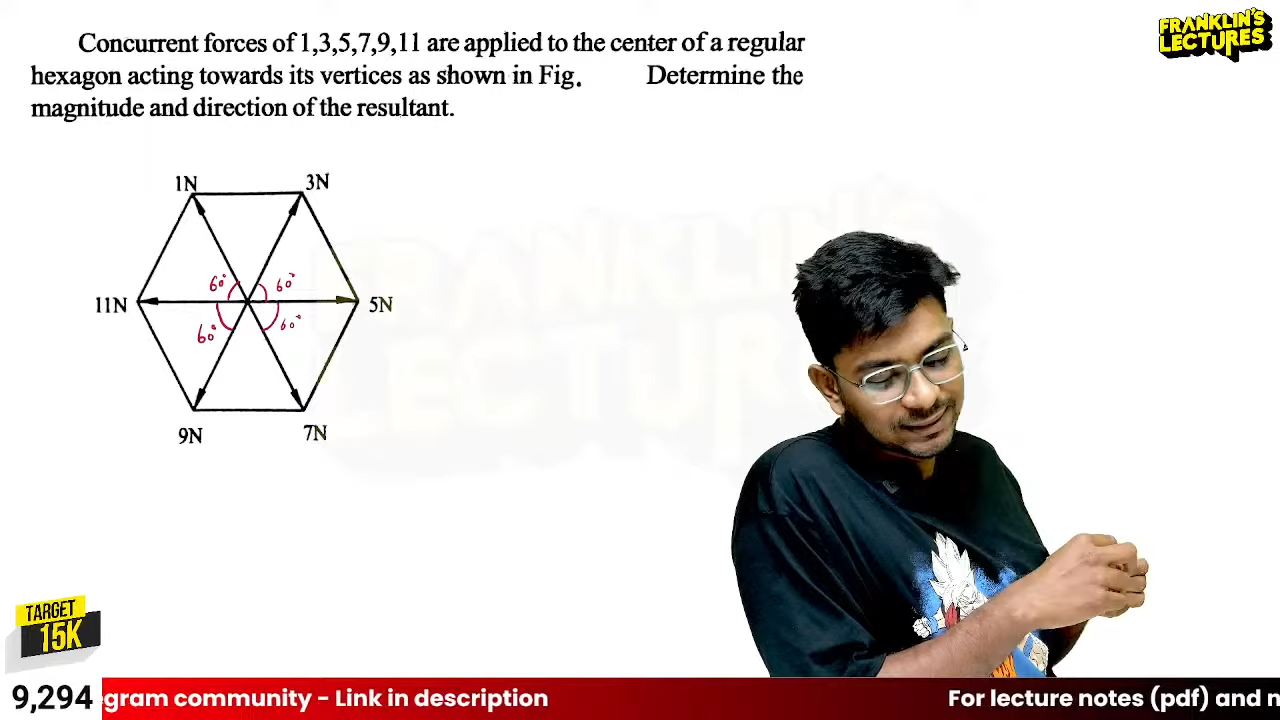 FRANKLIN'S
LECTURES
Concurrent forces of 1,3,5,7,9,11 are applied to the center of a regular
hexagon acting towards its vertices as shown in Fig. Determine the
magnitude and direction of the resultant.
1N
3N
60°
60°
11N
5N
60°
60°
9N
7N
FRANKLIN'S
LECTURES
TARGET
15K
9,294
egram community - Link in description
For lecture notes (pdf) and